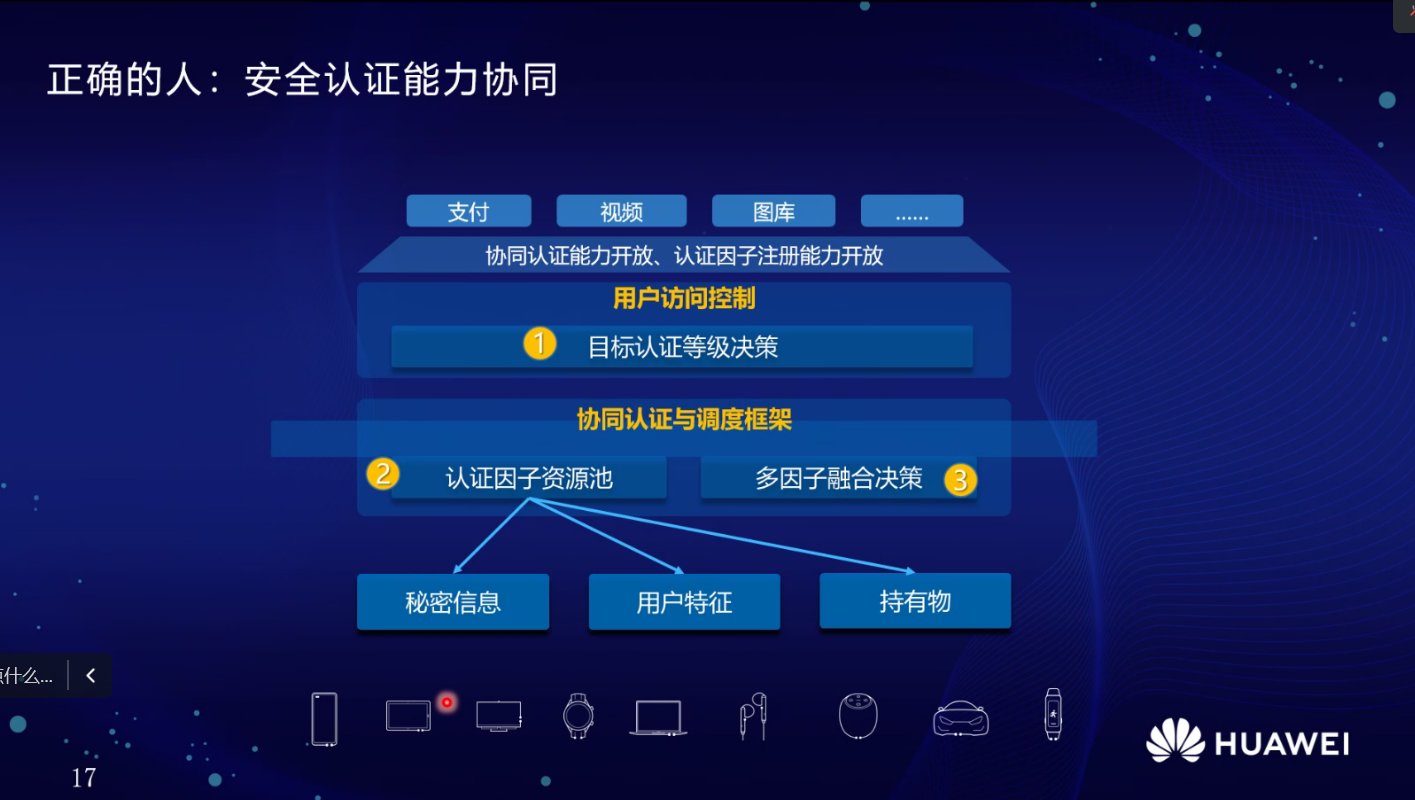 正确的人：安全认证能力协同
支付
视频
图库
......
协同认证能力开放、认证因子注册能力开放
用户访问控制
1
目标认证等级决策
协同认证与调度框架
2
认证因子资源池
多因子融合决策
3
秘密信息
用户特征
持有物
什么...
HUAWEI
17